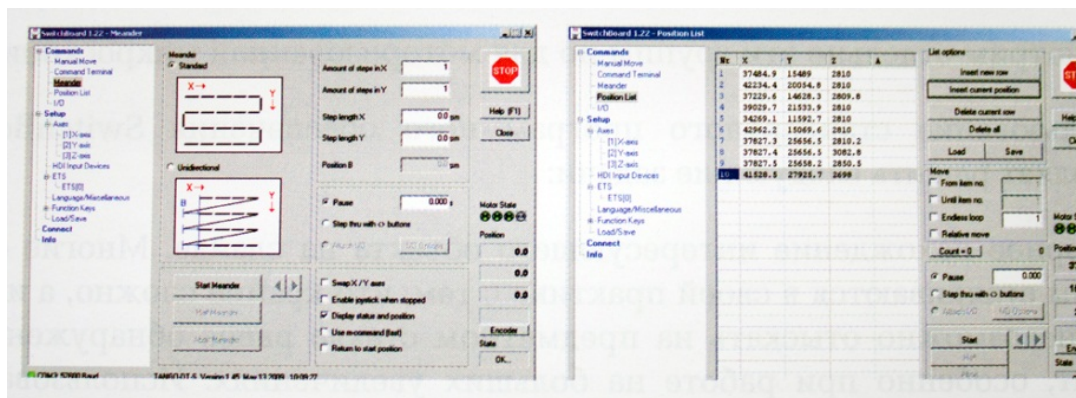 SwitchBoard 1.22 - Meander
Commands
Manual Move
Command Terminal
Meander
Position List
I/O
Setup
Axes
[1] X-axis
[2] Y-axis
[3] Z-axis
HDI Input Devices
ETS
ETS[0]
Language/Miscellaneous
Function Keys
Load/Save
Connect
Info
Meander
Standard
X
Y
Unidirectional
X
B
Y
Start Meander
Amount of steps in X 1
Amount of steps in Y 1
Step length X 0.0
Step length Y 0.0
Position B 0.0
Pause 0.000 s
Step thru with <> buttons
Swap X / Y axis
Enable joystick when stopped
Display status and position
Use m-command (fast)
Return to start position
STOP
Help (F1)
Close
Motor State
Position
0.0
0.0
0.0
Encoder
State
OK...
SwitchBoard 1.22 - Position List
Commands
Manual Move
Command Terminal
Meander
Position List
I/O
Setup
Axes
[1] X-axis
[2] Y-axis
[3] Z-axis
HDI Input Devices
ETS
ETS[0]
Language/Miscellaneous
Function Keys
Load/Save
Connect
Info
Nr X Y Z A
1 37484.9 15489 2810
2 42234.4 20054.8 2810
3 37229.6 14628.3 2809.8
4 39029.7 21533.9 2810
5 34269.1 11592.7 2810
6 42962.2 15069.6 2810
7 37827.3 25656.5 2810.2
8 37827.4 25656.5 3082.8
9 37827.5 25658.2 2850.5
10 41528.5 27925.7 2698
List options
Insert new row
Insert current position
Delete current row
Delete all
Load Save
Move
From item no.
Until item no.
Endless loop 1
Relative move
Pause 0.000
Step thru with <> buttons
Start